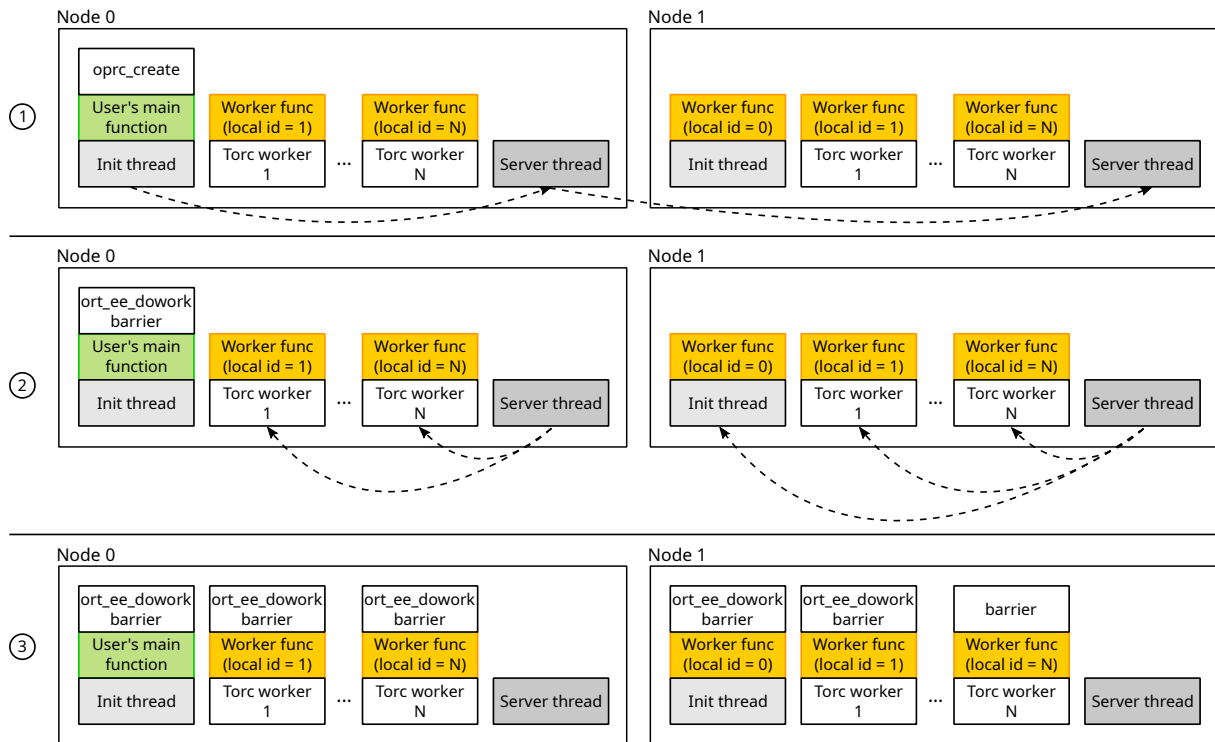 Node 0
Node 1
oprc_create
User's main
function
Worker func
(local id = 1)
Worker func
(local id = N)
Worker func
(local id = 0)
Worker func
(local id = 1)
Worker func
(local id = N)
1
Init thread
Torc worker
1
...
Torc worker
N
Server thread
Init thread
Torc worker
1
...
Torc worker
N
Server thread
Node 0
Node 1
ort_ee_dowork
barrier
User's main
function
Worker func
(local id = 1)
Worker func
(local id = N)
Worker func
(local id = 0)
Worker func
(local id = 1)
Worker func
(local id = N)
2
Init thread
Torc worker
1
...
Torc worker
N
Server thread
Init thread
Torc worker
1
...
Torc worker
N
Server thread
Node 0
Node 1
ort_ee_dowork
barrier
ort_ee_dowork
barrier
ort_ee_dowork
barrier
ort_ee_dowork
barrier
ort_ee_dowork
barrier
barrier
3
User's main
function
Worker func
(local id = 1)
Worker func
(local id = N)
Worker func
(local id = 0)
Worker func
(local id = 1)
Worker func
(local id = N)
Init thread
Torc worker
1
...
Torc worker
N
Server thread
Init thread
Torc worker
1
...
Torc worker
N
Server thread